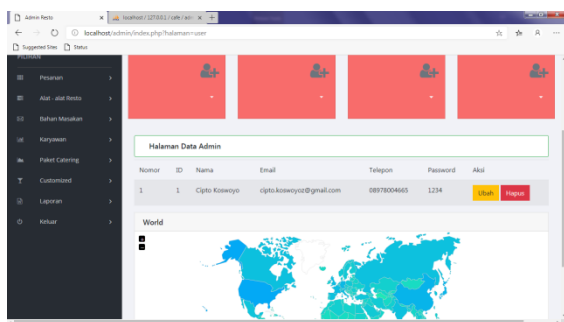 Admin Resto
localhost / 127.0.0.1 / cafe / adm
localhost/admin/index.php?halaman=user
Suggested Sites
Status
PILIHAN
Pesanan
Alat - alat Resto
Bahan Masakan
Karyawan
Paket Catering
Customized
Laporan
Keluar
Halaman Data Admin
Nomor ID Nama Email Telepon Password Aksi
1 1 Cipto Koswoyo cipto.koswoyoz@gmail.com 08978004665 1234 Ubah Hapus
World
+
-